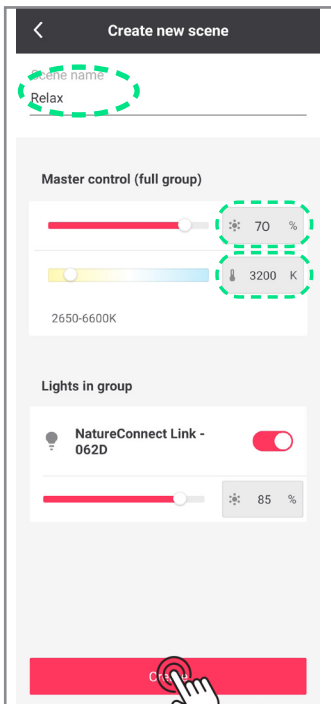 Create new scene
Scene name
Relax
Master control (full group)
70 %
3200 K
2650-6600K
Lights in group
NatureConnect Link -
062D
85 %